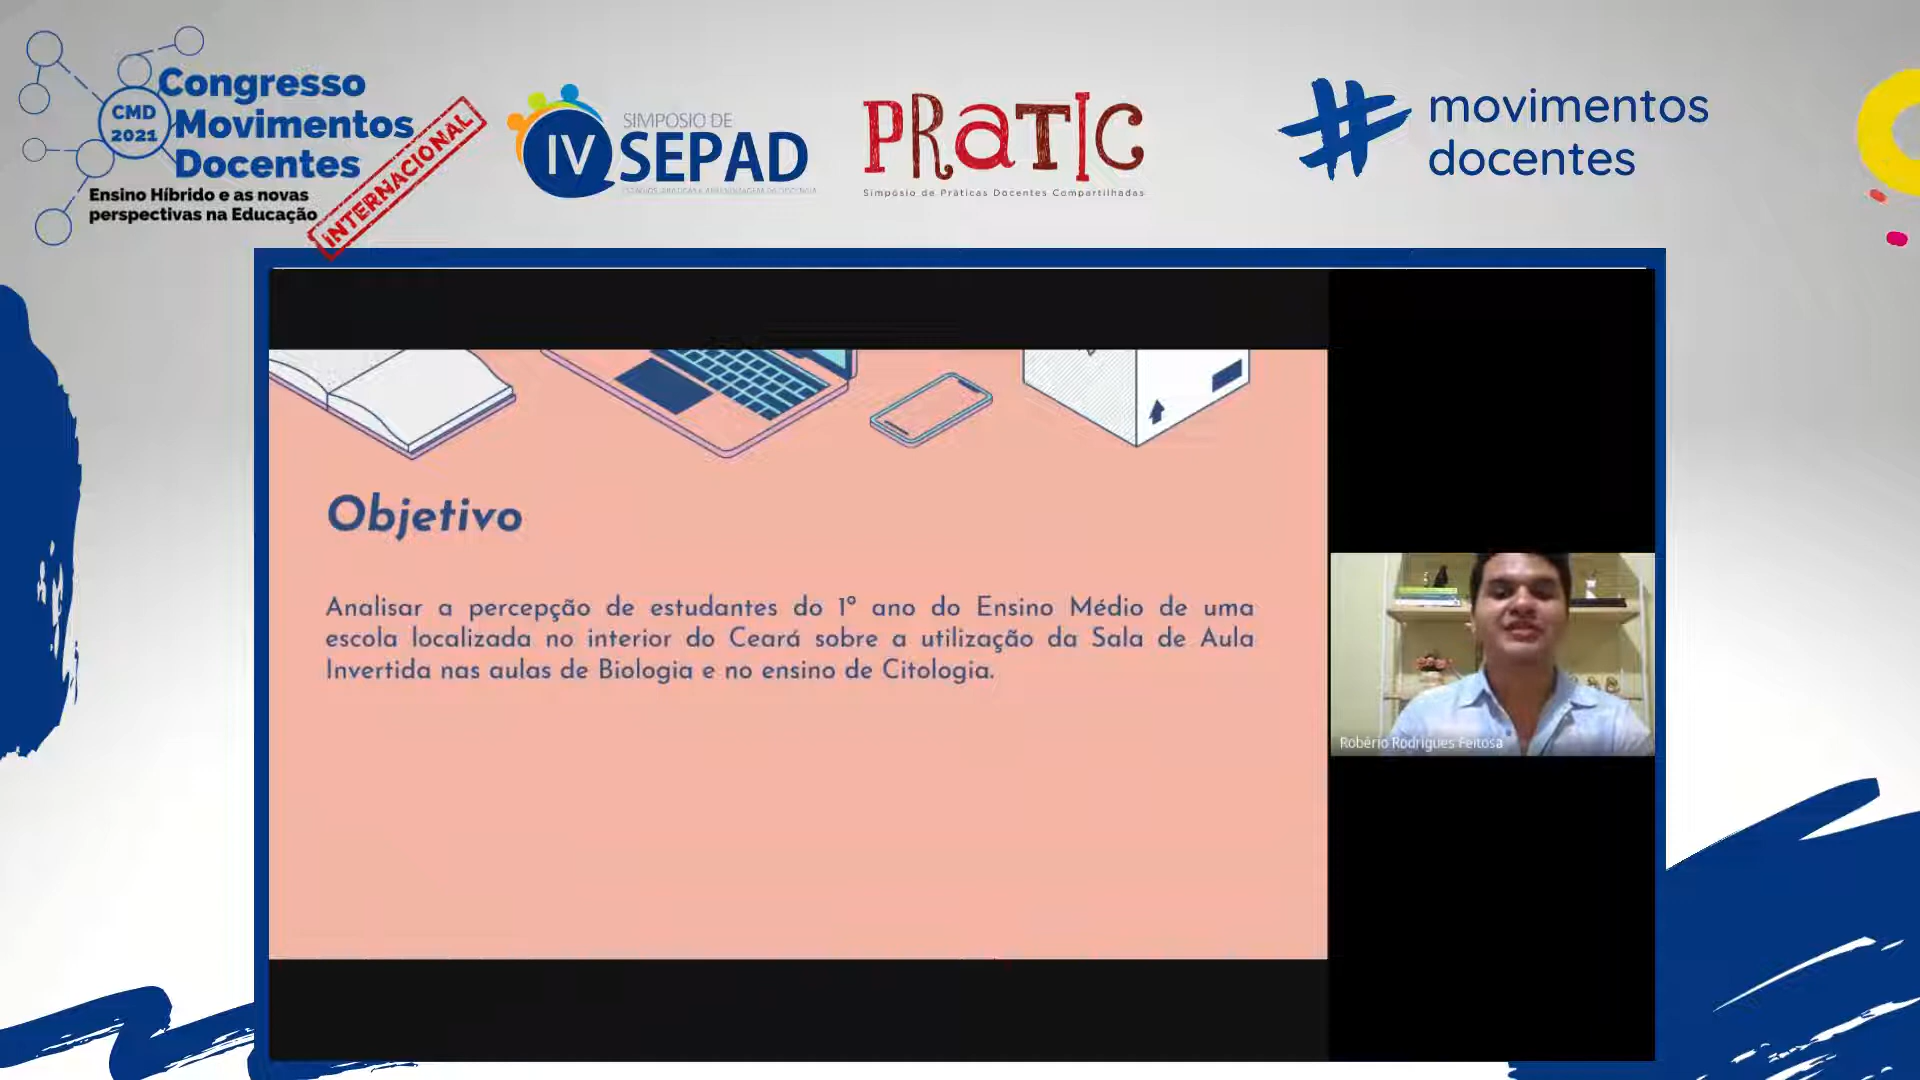 Congresso
CMD
2021
Movimentos
Docentes
Ensino Híbrido e as novas
perspectivas na Educação
INTERNACIONAL
SIMPÓSIO DE
IV SEPAD
PRATIC
Simpósio de Práticas Docentes Compartilhadas
# movimentos
docentes
Objetivo
Analisar a percepção de estudantes do 1º ano do Ensino Médio de uma
escola localizada no interior do Ceará sobre a utilização da Sala de Aula
Invertida nas aulas de Biologia e no ensino de Citologia.
Robério Rodrigues Feitosa